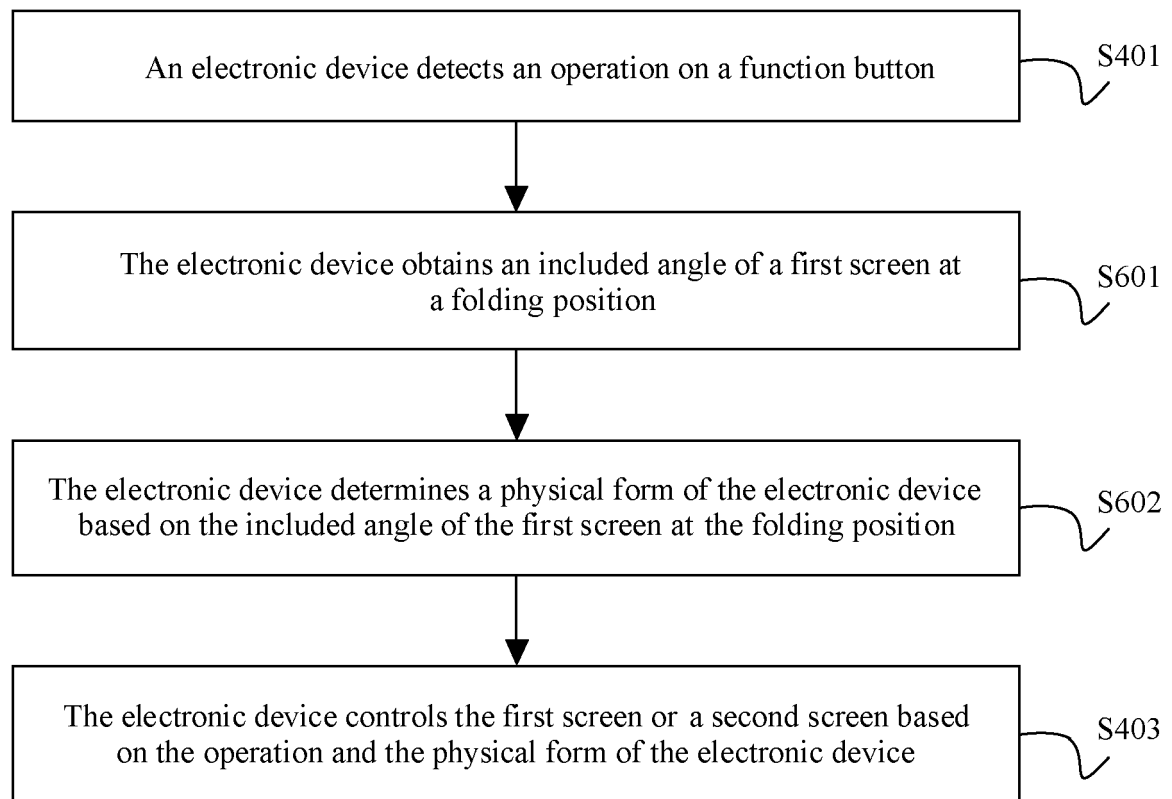 An electronic device detects an operation on a function button
S401
The electronic device obtains an included angle of a first screen at
a folding position
S601
The electronic device determines a physical form of the electronic device
based on the included angle of the first screen at the folding position
S602
The electronic device controls the first screen or a second screen based
on the operation and the physical form of the electronic device
S403